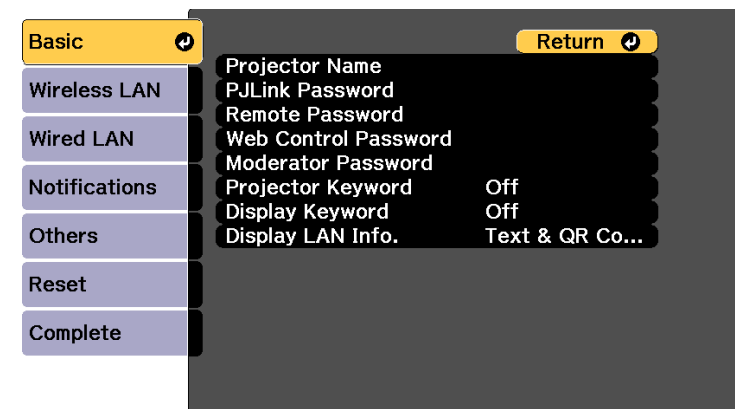 Basic
Wireless LAN
Wired LAN
Notifications
Others
Reset
Complete
Return
Projector Name
PJLink Password
Remote Password
Web Control Password
Moderator Password
Projector Keyword Off
Display Keyword Off
Display LAN Info. Text & QR Co...